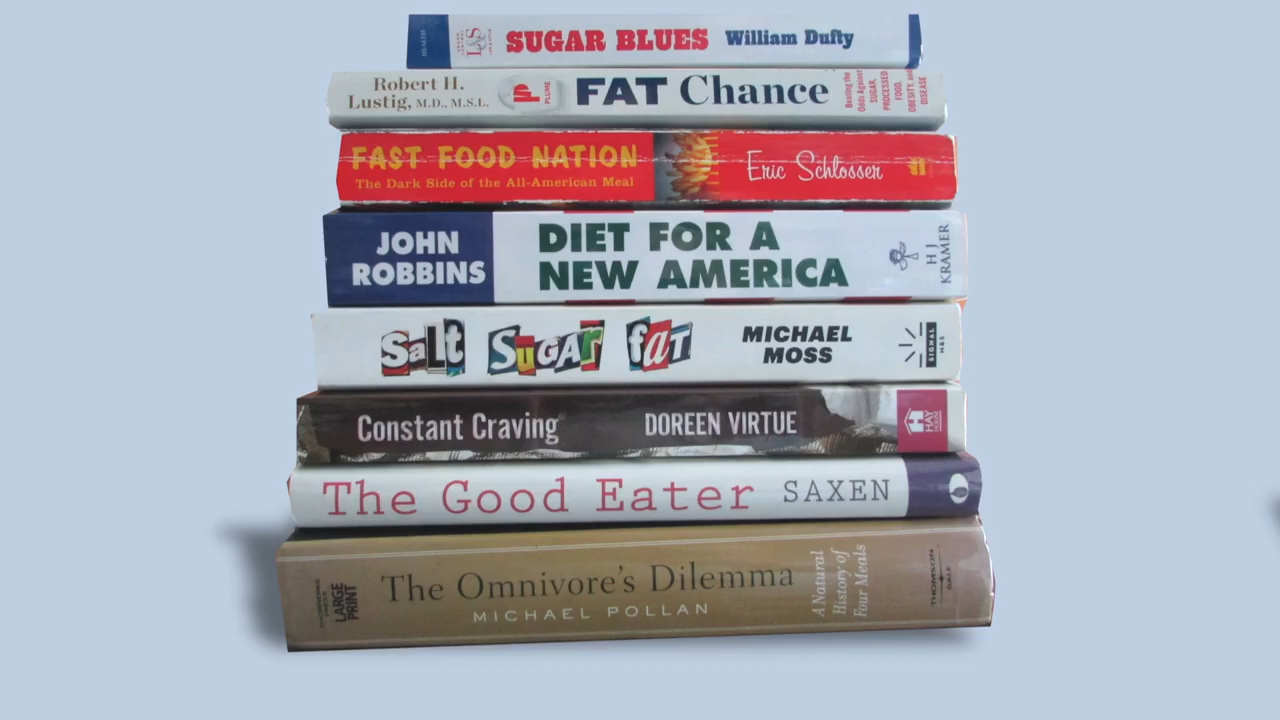 HEALTH
SUGAR BLUES William Dufty
Robert H.
Lustig, M.D., M.S.L.
PLUME
FAT Chance
Beating the
Odds Against
SUGAR,
PROCESSED
FOOD,
OBESITY, and
DISEASE
FAST FOOD NATION
The Dark Side of the All-American Meal
Eric Schlosser
JOHN
ROBBINS
DIET FOR A
NEW AMERICA
H J
KRAMER
Salt Sugar fat
MICHAEL
MOSS
SIGNAL
M&S
Constant Craving DOREEN VIRTUE
HAY
HOUSE
The Good Eater SAXEN
LARGE
PRINT
The Omnivore's Dilemma
MICHAEL POLLAN
A Natural
History of
Four Meals
THOMSON
GALE